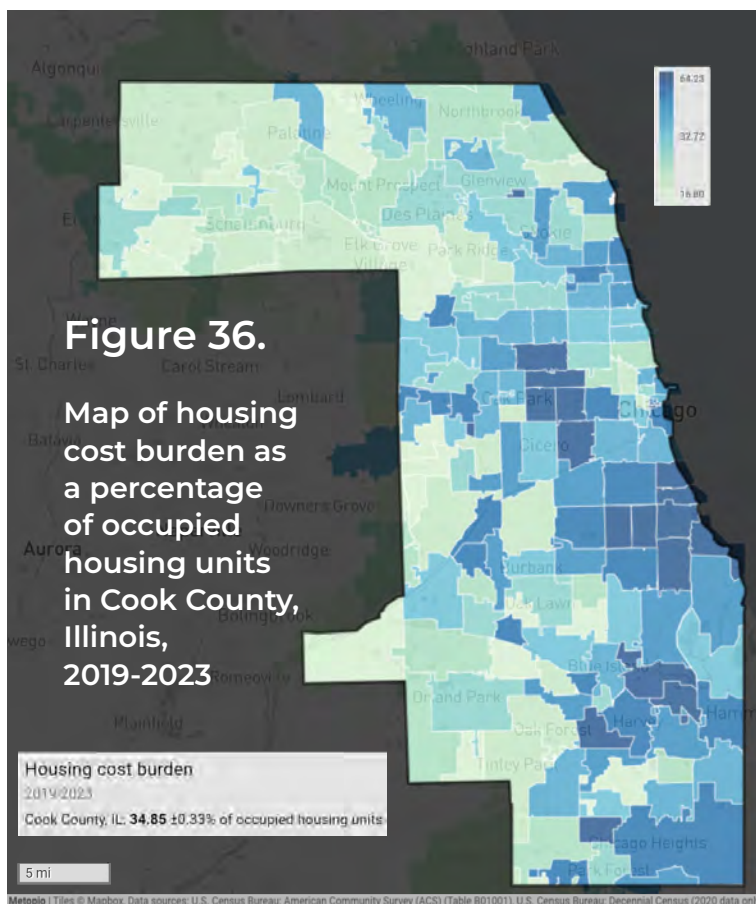 Highland Park
Algonquin
Wheeling
Carpentersville
Northbrook
Palatine
Mount Prospect
Glenview
Des Plaines
Schaumburg
Skokie
Elk Grove
Village
Park Ridge
64.23
32.72
16.80
Figure 36.
Map of housing
cost burden as
a percentage
of occupied
housing units
in Cook County,
Illinois,
2019-2023
Wayne
St. Charles
Carol Stream
Lombard
Wheaton
Batavia
Oak Park
Chicago
Cicero
Downers Grove
Aurora
Woodridge
Burbank
Oak Lawn
Bolingbrook
Oswego
Romeoville
Blue Island
Orland Park
Plainfield
Oak Forest
Harvey
Hamm
Tinley Park
Chicago Heights
Park Forest
Housing cost burden
2019-2023
Cook County, IL: 34.85 ±0.33% of occupied housing units
5 mi
Metopio | Tiles © Mapbox. Data sources: U.S. Census Bureau: American Community Survey (ACS) (Table B01001), U.S. Census Bureau: Decennial Census (2020 data onl